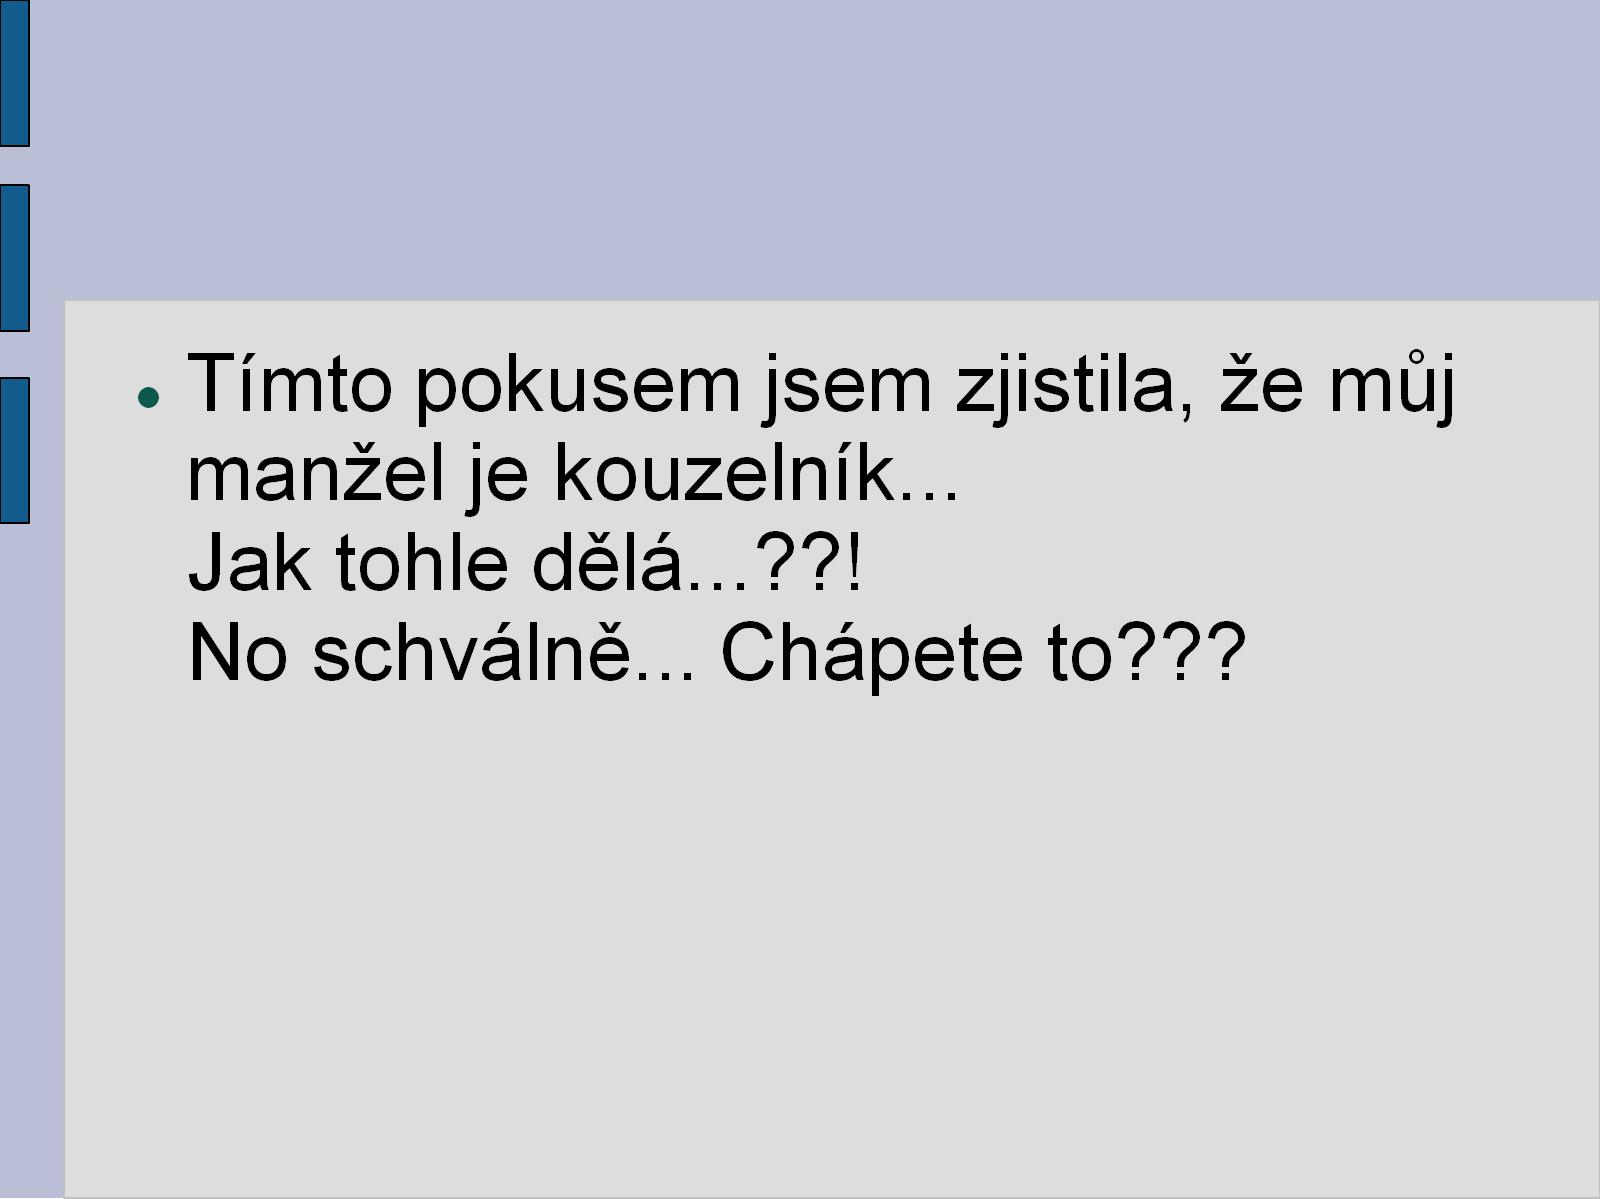 Tímto pokusem jsem zjistila, že můj
manžel je kouzelník...
Jak tohle dělá...??!
No schválně... Chápete to???